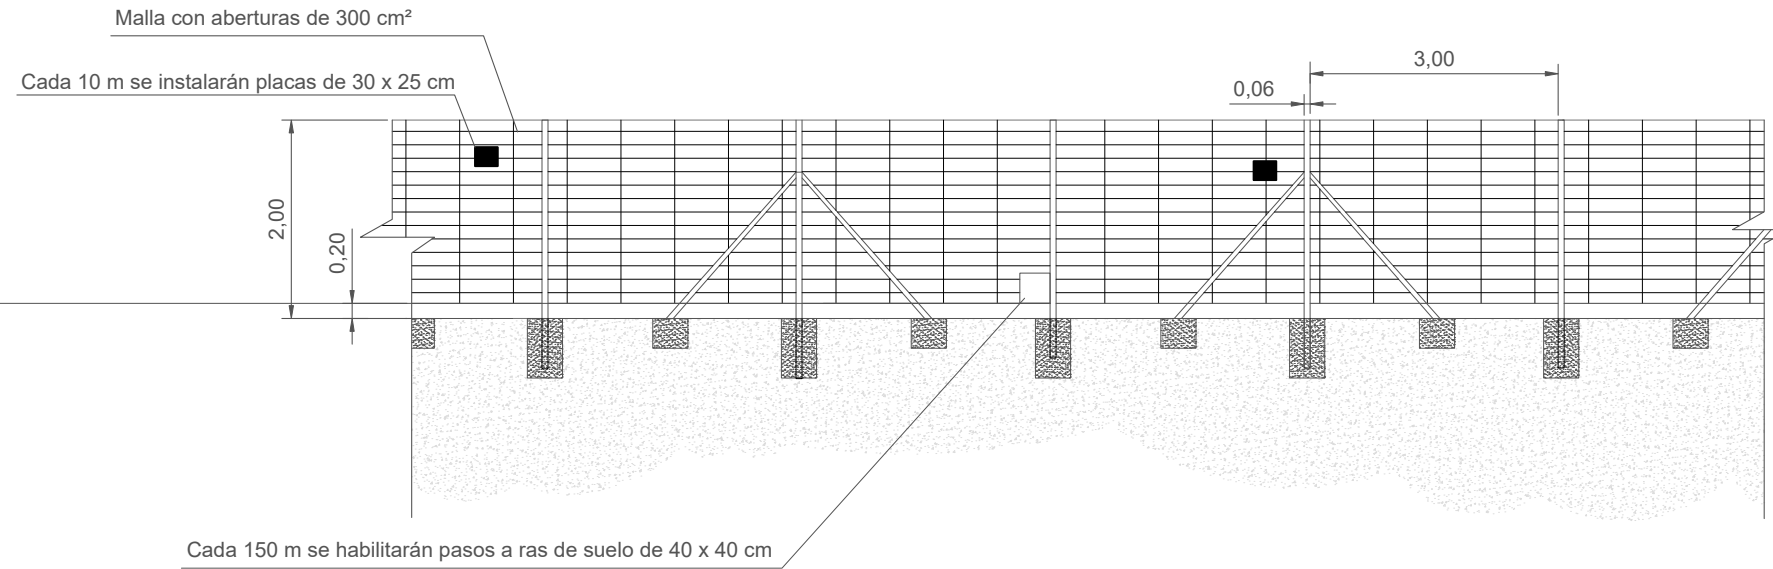 Malla con aberturas de 300 cm²
Cada 10 m se instalarán placas de 30 x 25 cm
3,00
0,06
2,00
0,20
Cada 150 m se habilitarán pasos a ras de suelo de 40 x 40 cm